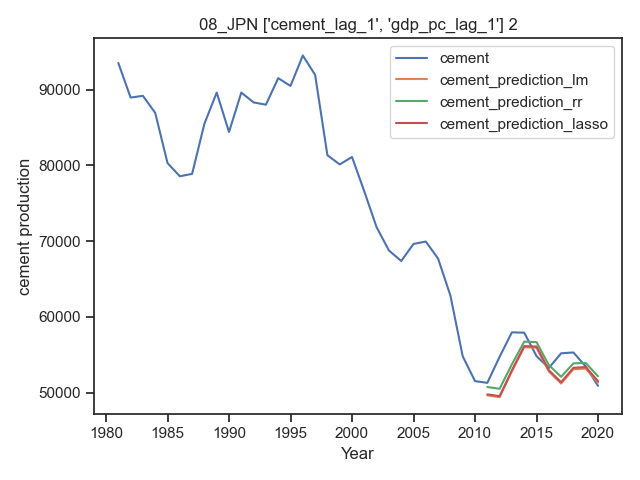 08_JPN ['cement_lag_1', 'gdp_pc_lag_1'] 2
cement
cement_prediction_lm
cement_prediction_rr
cement_prediction_lasso
cement production
90000
80000
70000
60000
50000
1980 1985 1990 1995 2000 2005 2010 2015 2020
Year